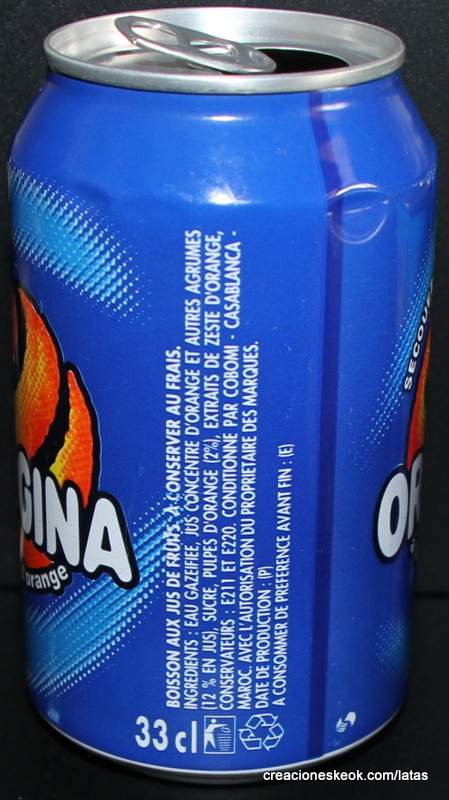 GINA
orange
BOISSON AUX JUS DE FRUITS. A CONSERVER AU FRAIS.
INGREDIENTS : EAU GAZEIFIEE, JUS CONCENTRE D'ORANGE ET AUTRES AGRUMES
(12 % EN JUS), SUCRE, PULPES D'ORANGE (2%), EXTRAITS DE ZESTE D'ORANGE,
CONSERVATEURS : E211 ET E220. CONDITIONNE PAR COBOMI - CASABLANCA -
MAROC. AVEC L'AUTORISATION DU PROPRIETAIRE DES MARQUES.
DATE DE PRODUCTION : (P)
A CONSOMMER DE PREFERENCE AVANT FIN : (E)
33 cl
SECOUE
OR
creacioneskeok.com/latas